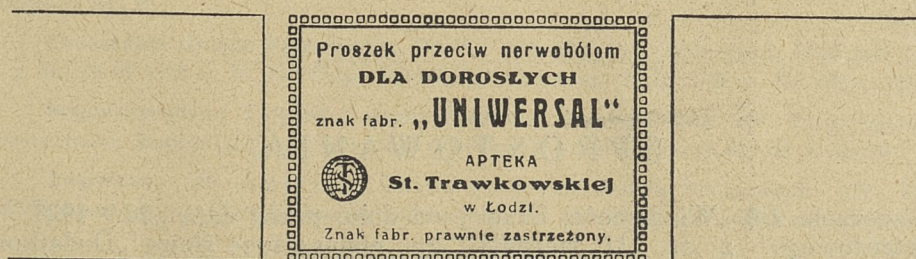 Proszek przeciw nerwobólom
DLA DOROSŁYCH
znak fabr. „UNIWERSAL“
APTEKA
St. Trawkowskiej
w Łodzi.
Znak fabr. prawnie zastrzeżony.